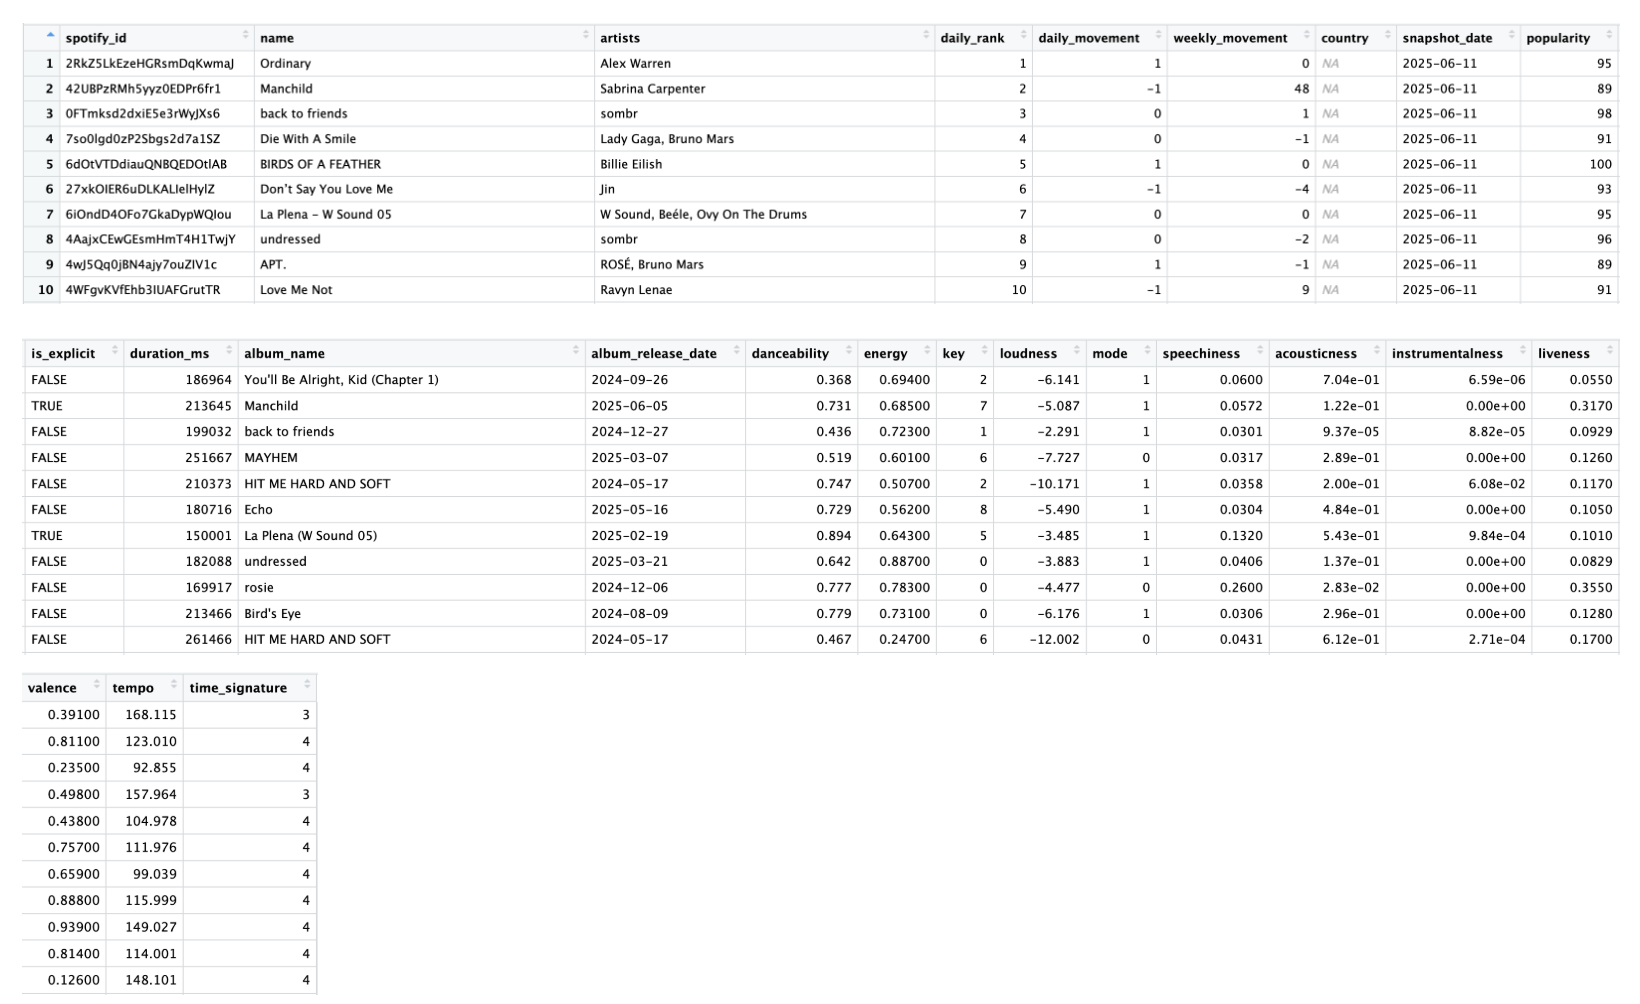 spotify_id name artists daily_rank daily_movement weekly_movement country snapshot_date popularity
1 2RkZ5LkEzeHGRsmDqKwmaJ Ordinary Alex Warren 1 1 0 NA 2025-06-11 95
2 42UBPzRMh5yyz0EDPr6fr1 Manchild Sabrina Carpenter 2 -1 48 NA 2025-06-11 89
3 0FTmksd2dxiE5e3rWyJXs6 back to friends sombr 3 0 1 NA 2025-06-11 98
4 7so0lgd0zP2Sbgs2d7a1SZ Die With A Smile Lady Gaga, Bruno Mars 4 0 -1 NA 2025-06-11 91
5 6dOtVTDdiauQNBQEDOtlAB BIRDS OF A FEATHER Billie Eilish 5 1 0 NA 2025-06-11 100
6 27xkOIER6uDLKALIelHylZ Don't Say You Love Me Jin 6 -1 -4 NA 2025-06-11 93
7 6iOndD4OFo7GkaDypWQIou La Plena - W Sound 05 W Sound, Beéle, Ovy On The Drums 7 0 0 NA 2025-06-11 95
8 4AajxCEwGEsmHmT4H1TwjY undressed sombr 8 0 -2 NA 2025-06-11 96
9 4wJ5Qq0jBN4ajy7ouZIV1c APT. ROSÉ, Bruno Mars 9 1 -1 NA 2025-06-11 89
10 4WFgvKVfEhb3IUAFGrutTR Love Me Not Ravyn Lenae 10 -1 9 NA 2025-06-11 91
is_explicit duration_ms album_name album_release_date danceability energy key loudness mode speechiness acousticness instrumentalness liveness
FALSE 186964 You'll Be Alright, Kid (Chapter 1) 2024-09-26 0.368 0.69400 2 -6.141 1 0.0600 7.04e-01 6.59e-06 0.0550
TRUE 213645 Manchild 2025-06-05 0.731 0.68500 7 -5.087 1 0.0572 1.22e-01 0.00e+00 0.3170
FALSE 199032 back to friends 2024-12-27 0.436 0.72300 1 -2.291 1 0.0301 9.37e-05 8.82e-05 0.0929
FALSE 251667 MAYHEM 2025-03-07 0.519 0.60100 6 -7.727 0 0.0317 2.89e-01 0.00e+00 0.1260
FALSE 210373 HIT ME HARD AND SOFT 2024-05-17 0.747 0.50700 2 -10.171 1 0.0358 2.00e-01 6.08e-02 0.1170
FALSE 180716 Echo 2025-05-16 0.729 0.56200 8 -5.490 1 0.0304 4.84e-01 0.00e+00 0.1050
TRUE 150001 La Plena (W Sound 05) 2025-02-19 0.894 0.64300 5 -3.485 1 0.1320 5.43e-01 9.84e-04 0.1010
FALSE 182088 undressed 2025-03-21 0.642 0.88700 0 -3.883 1 0.0406 1.37e-01 0.00e+00 0.0829
FALSE 169917 rosie 2024-12-06 0.777 0.78300 0 -4.477 0 0.2600 2.83e-02 0.00e+00 0.3550
FALSE 213466 Bird's Eye 2024-08-09 0.779 0.73100 0 -6.176 1 0.0306 2.96e-01 0.00e+00 0.1280
FALSE 261466 HIT ME HARD AND SOFT 2024-05-17 0.467 0.24700 6 -12.002 0 0.0431 6.12e-01 2.71e-04 0.1700
valence tempo time_signature
0.39100 168.115 3
0.81100 123.010 4
0.23500 92.855 4
0.49800 157.964 3
0.43800 104.978 4
0.75700 111.976 4
0.65900 99.039 4
0.88800 115.999 4
0.93900 149.027 4
0.81400 114.001 4
0.12600 148.101 4